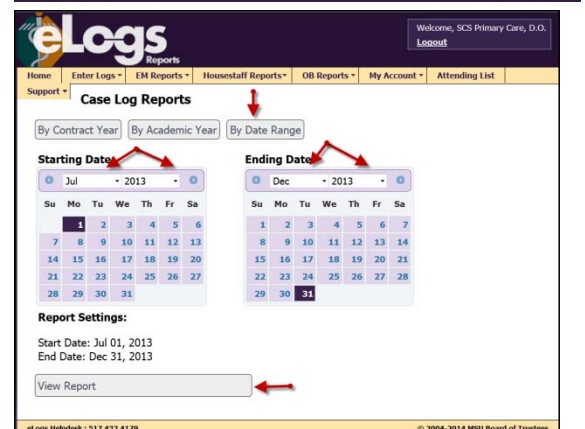 eLogs
Reports
Welcome, SCS Primary Care, D.O.
Logout
Home Enter Logs EM Reports Housestaff Reports OB Reports My Account Attending List
Support
Case Log Reports
By Contract Year By Academic Year By Date Range
Starting Date Ending Date
Jul 2013 Dec 2013
Su Mo Tu We Th Fr Sa Su Mo Tu We Th Fr Sa
1 2 3 4 5 6 1 2 3 4 5 6 7
7 8 9 10 11 12 13 8 9 10 11 12 13 14
14 15 16 17 18 19 20 15 16 17 18 19 20 21
21 22 23 24 25 26 27 22 23 24 25 26 27 28
28 29 30 31 29 30 31
Report Settings:
Start Date: Jul 01, 2013
End Date: Dec 31, 2013
View Report
eLogs Helpdesk : 517 432 4179 © 2004-2014 MSU Board of Trustees